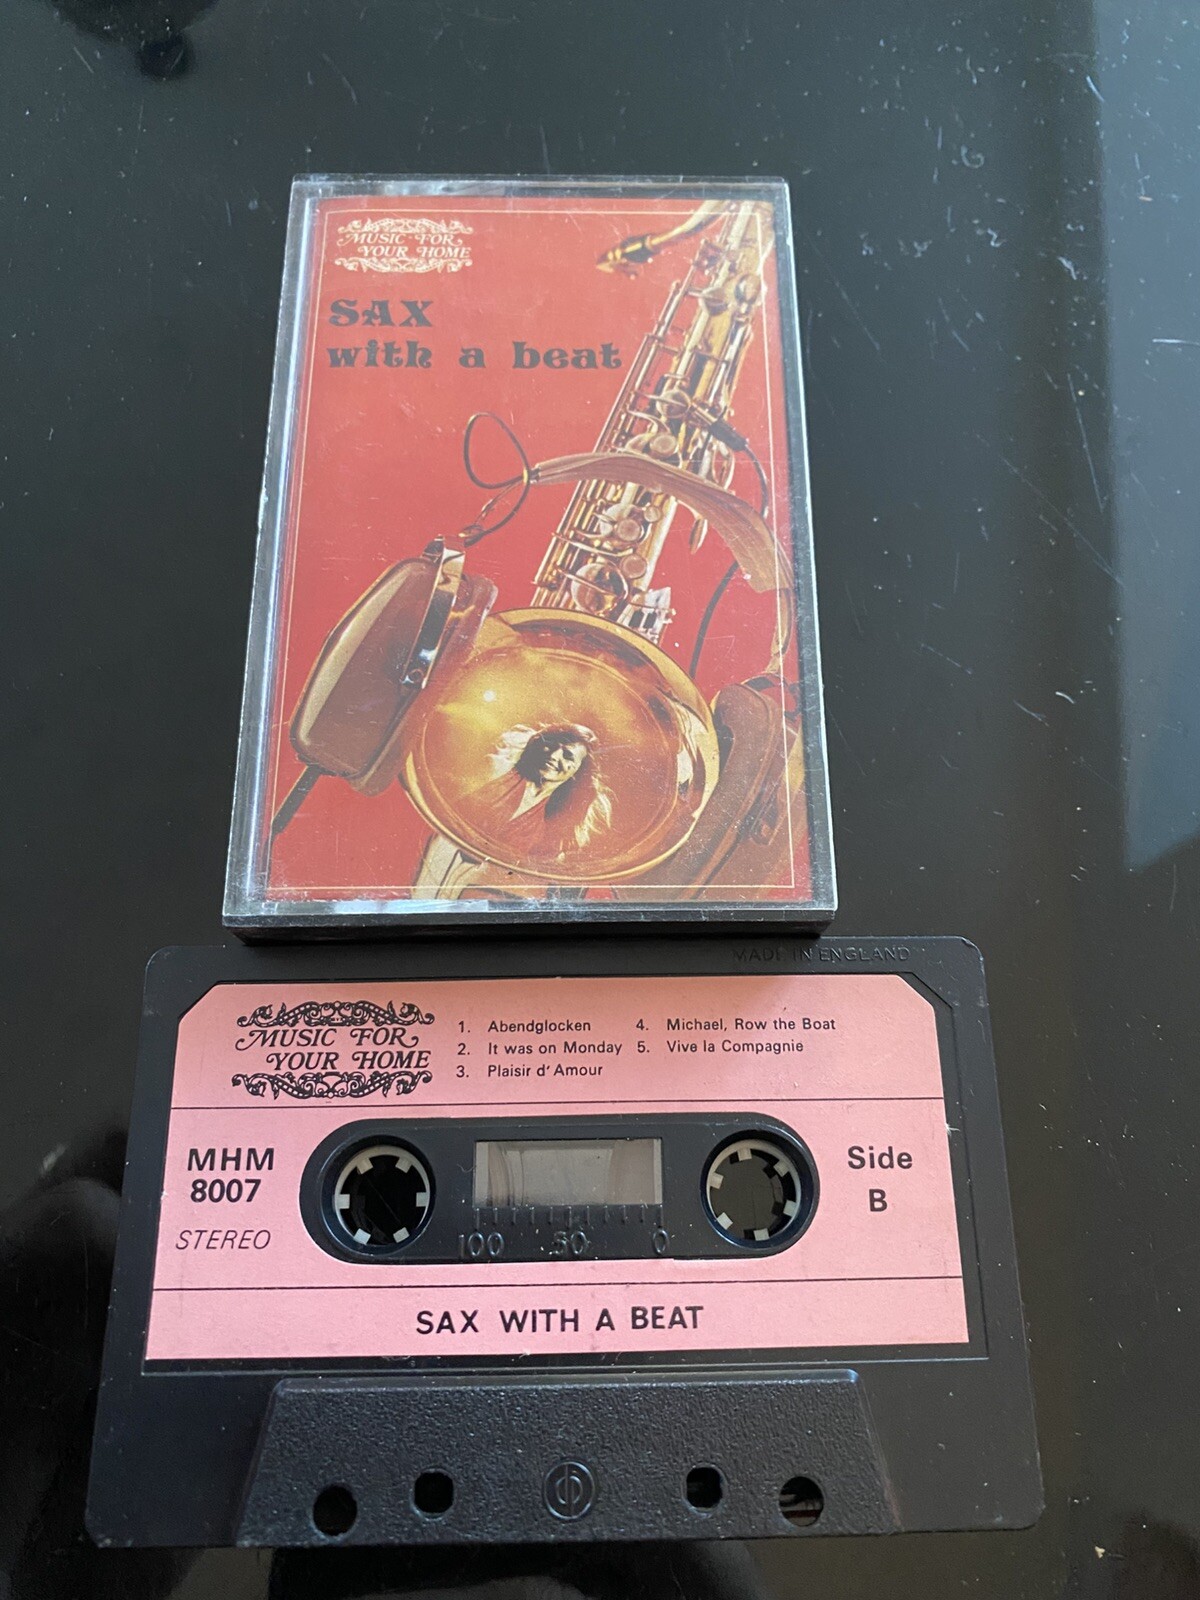 MUSIC FOR
YOUR HOME
SAX
with a beat
MADE IN ENGLAND
MUSIC FOR
YOUR HOME
1. Abendglocken
2. It was on Monday
3. Plaisir d' Amour
4. Michael, Row the Boat
5. Vive la Compagnie
MHM
8007
STEREO
Side
B
100 50 0
SAX WITH A BEAT